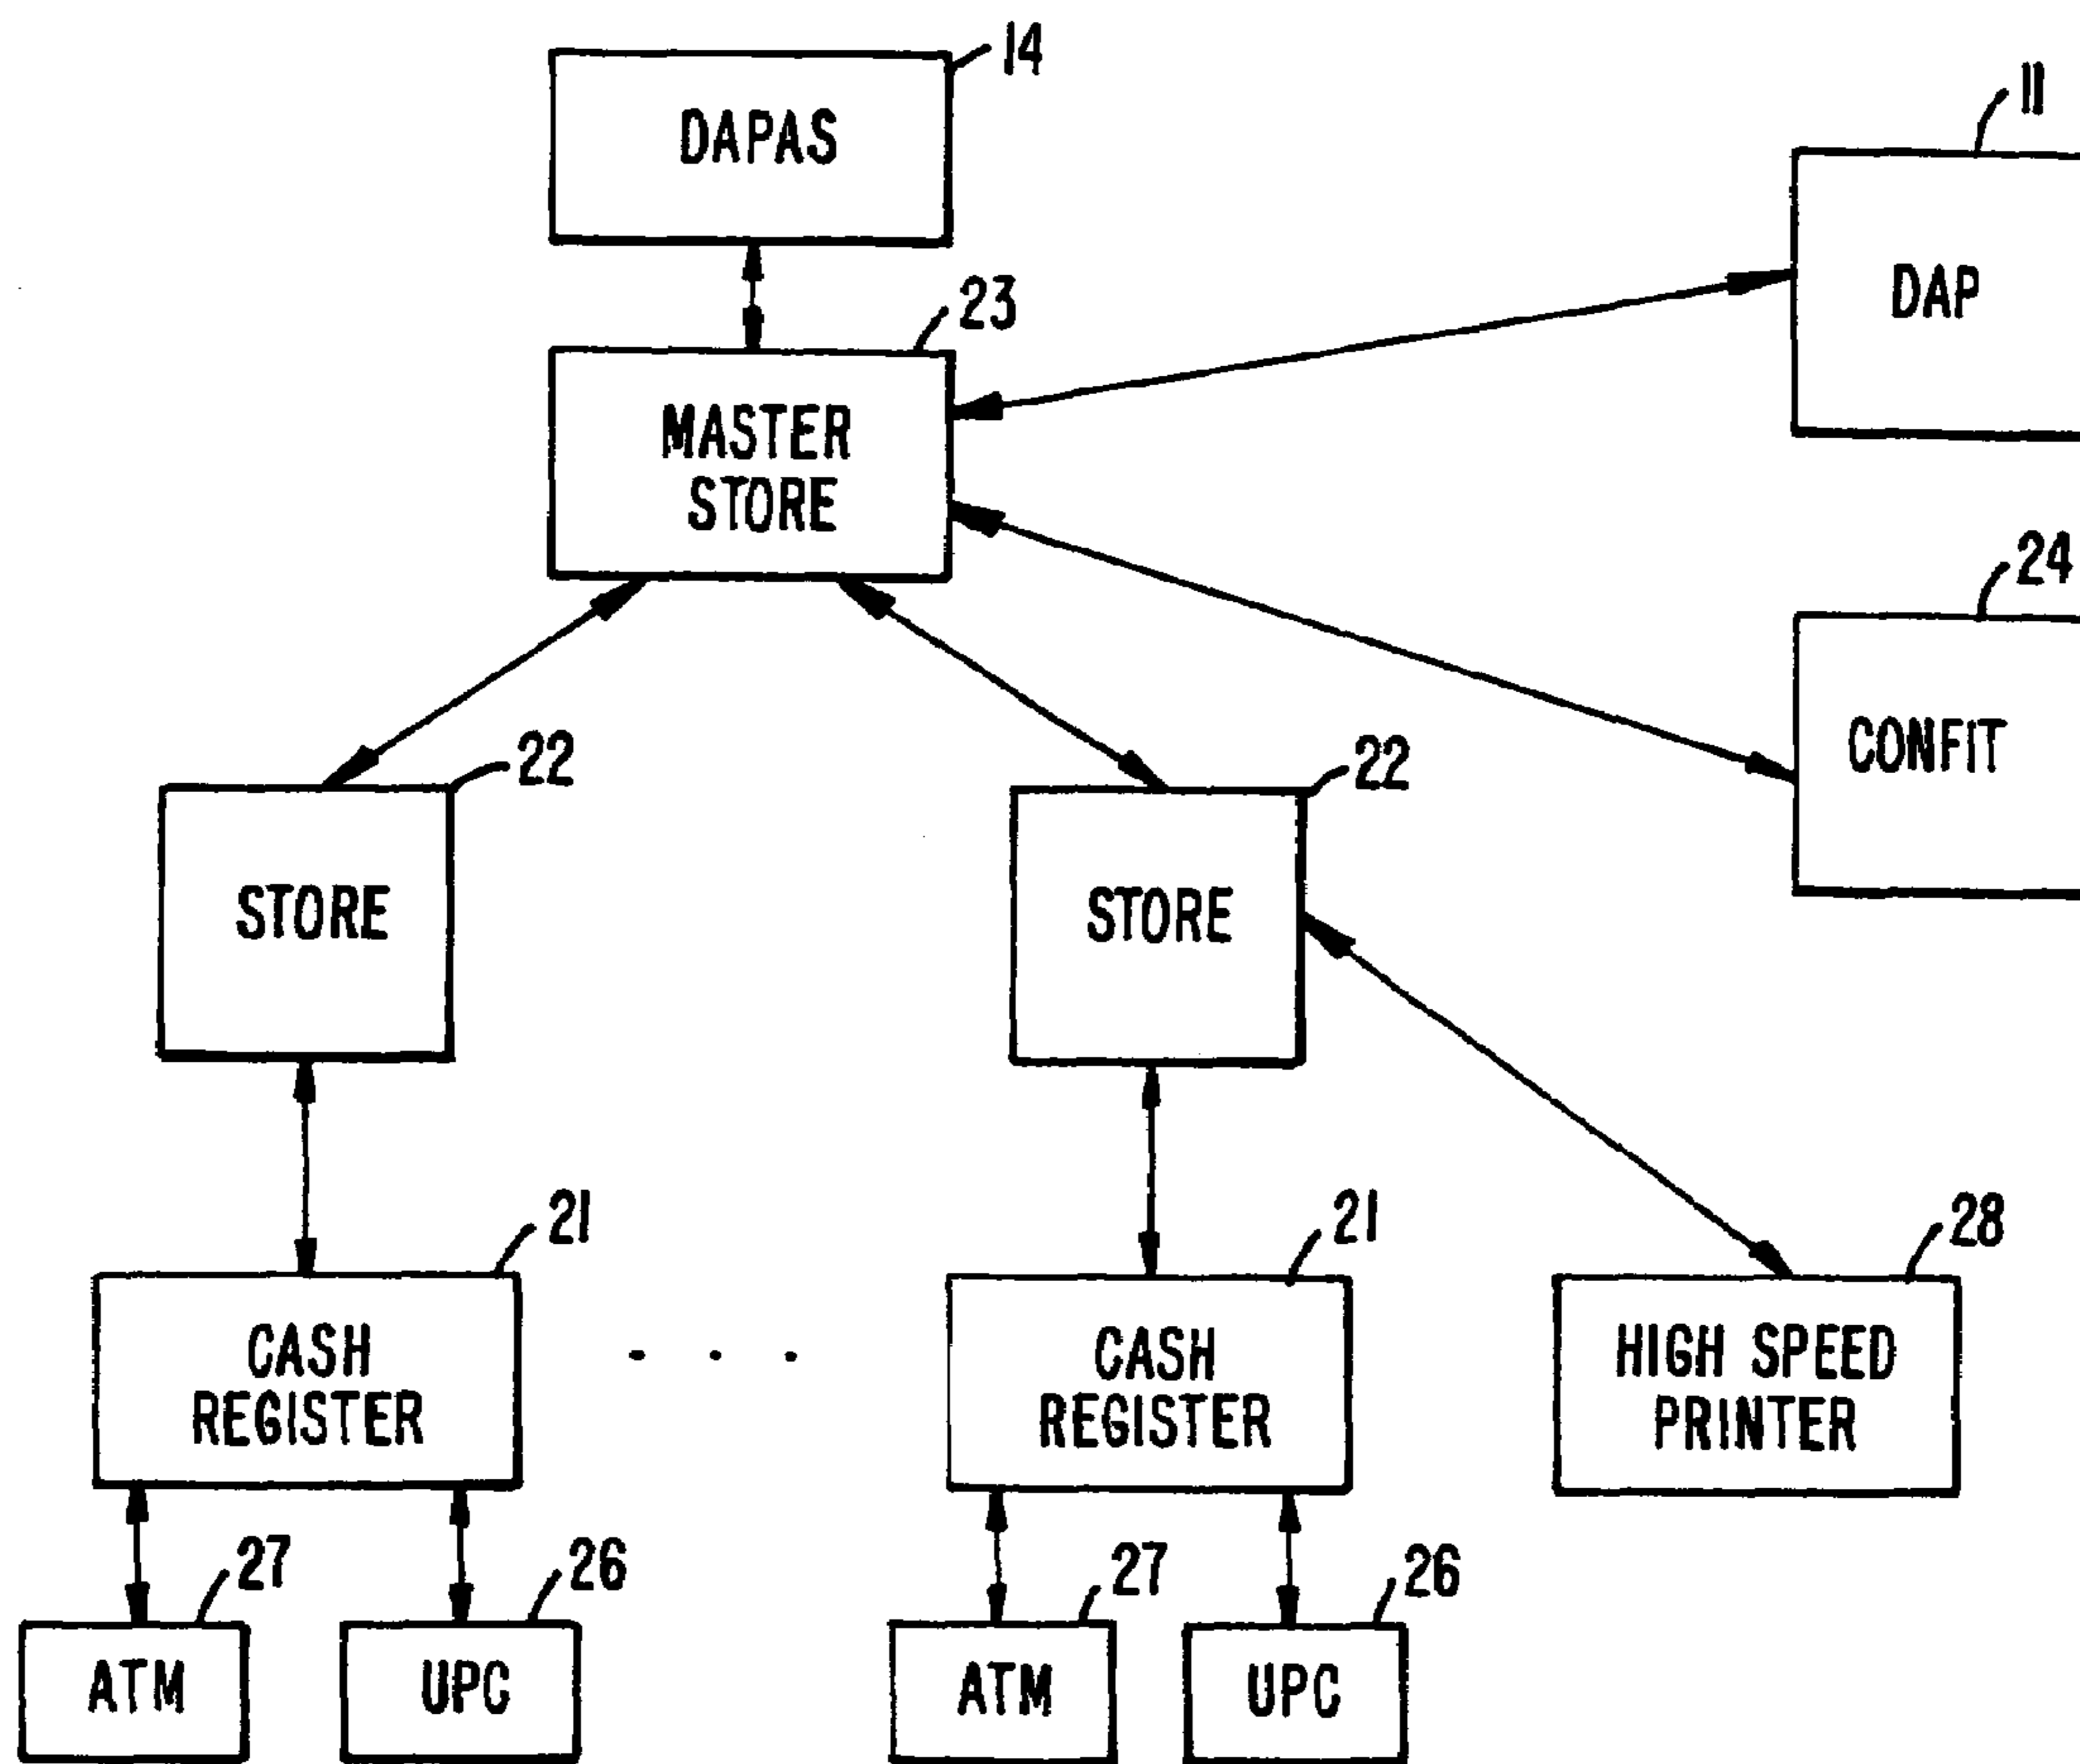 14
DAPAS
11
DAP
23
MASTER
STORE
24
CONFIT
22
STORE
22
STORE
21
CASH
REGISTER
21
CASH
REGISTER
28
HIGH SPEED
PRINTER
27
ATM
26
UPC
27
ATM
26
UPC